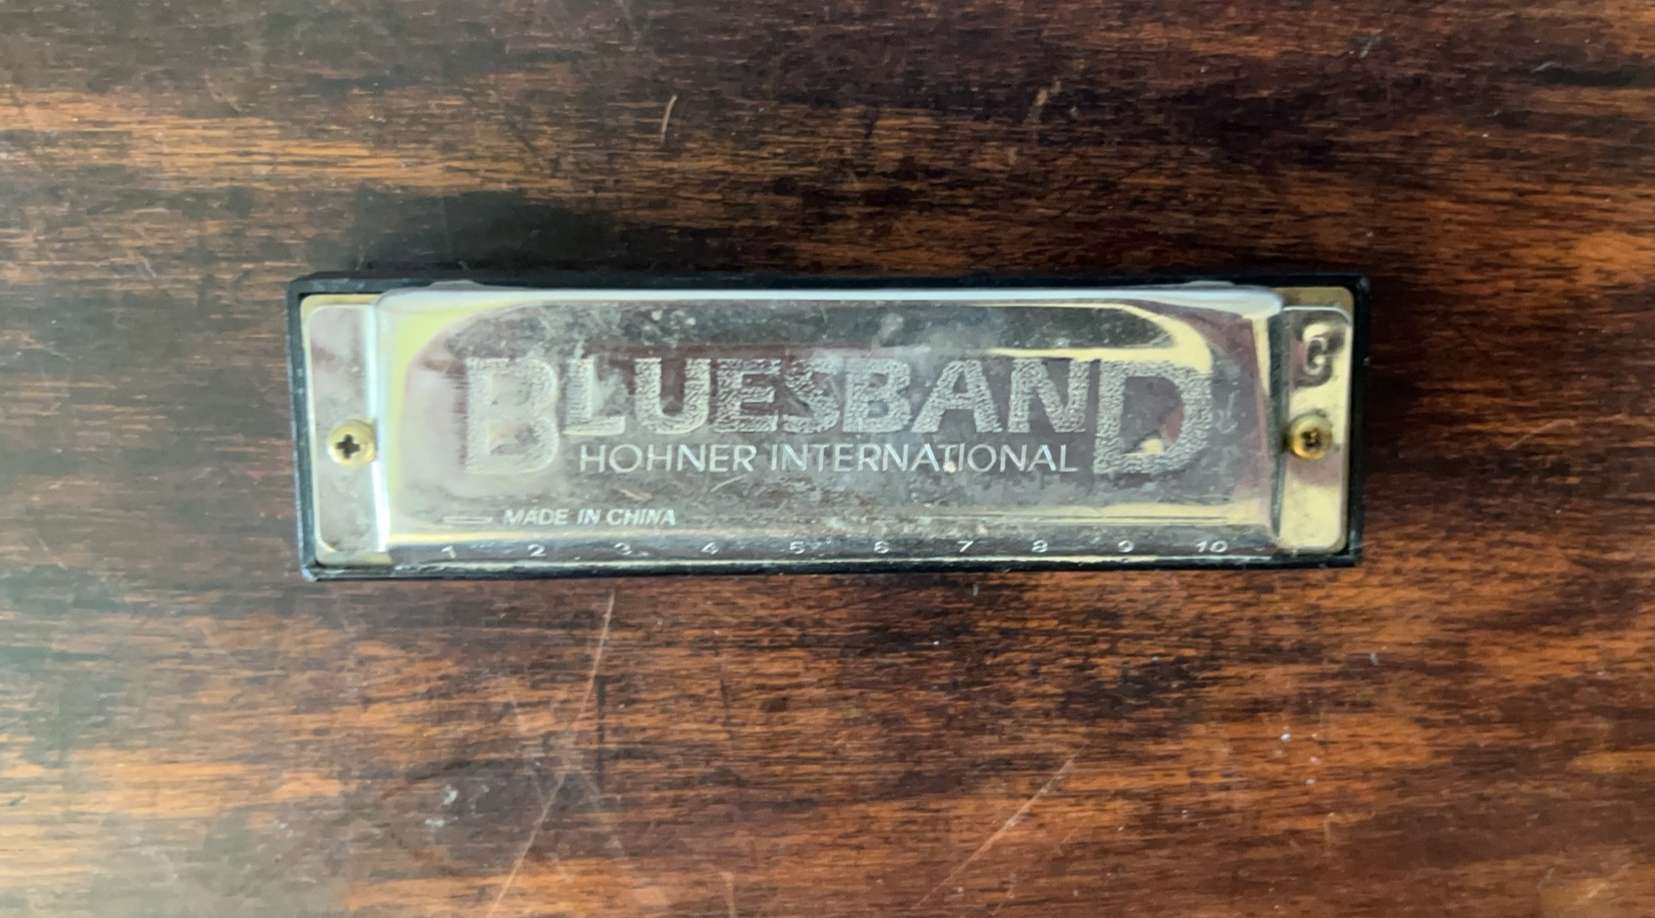 BLUESBAND
G
HOHNER INTERNATIONAL
MADE IN CHINA
1 2 3 4 5 6 7 8 9 10